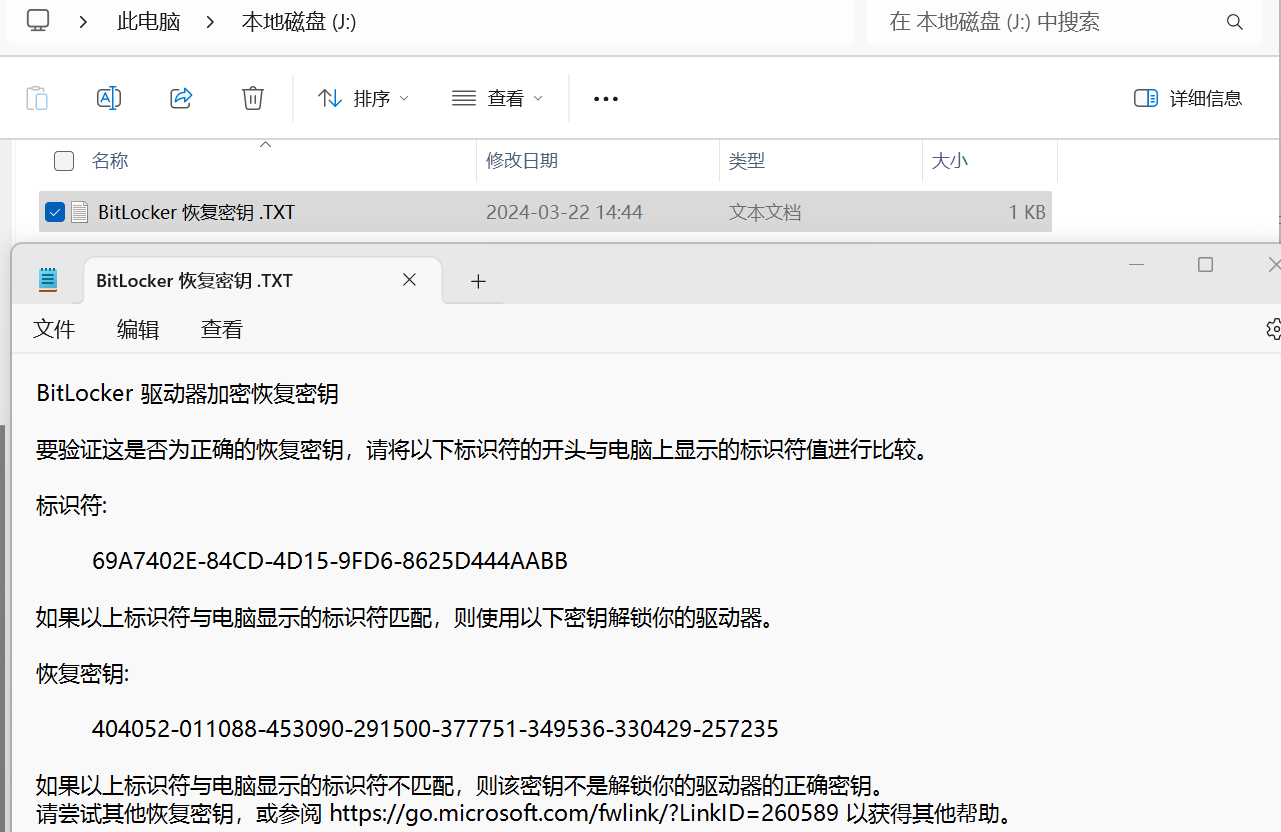 此电脑 本地磁盘 (J:) 在 本地磁盘 (J:) 中搜索
排序 查看 详细信息
名称 修改日期 类型 大小
BitLocker 恢复密钥 .TXT 2024-03-22 14:44 文本文档 1 KB
BitLocker 恢复密钥 .TXT
文件 编辑 查看
BitLocker 驱动器加密恢复密钥
要验证这是否为正确的恢复密钥，请将以下标识符的开头与电脑上显示的标识符值进行比较。
标识符:
69A7402E-84CD-4D15-9FD6-8625D444AABB
如果以上标识符与电脑显示的标识符匹配，则使用以下密钥解锁你的驱动器。
恢复密钥:
404052-011088-453090-291500-377751-349536-330429-257235
如果以上标识符与电脑显示的标识符不匹配，则该密钥不是解锁你的驱动器的正确密钥。
请尝试其他恢复密钥，或参阅 https://go.microsoft.com/fwlink/?LinkID=260589 以获得其他帮助。